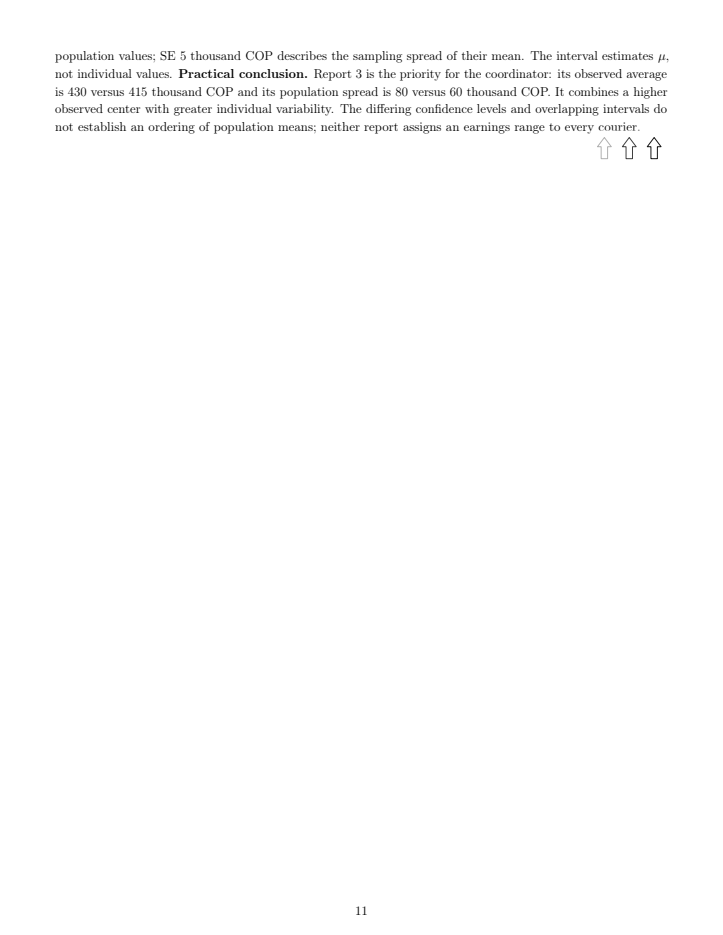 population values; SE 5 thousand COP describes the sampling spread of their mean. The interval estimates μ,
not individual values. Practical conclusion. Report 3 is the priority for the coordinator: its observed average
is 430 versus 415 thousand COP and its population spread is 80 versus 60 thousand COP. It combines a higher
observed center with greater individual variability. The differing confidence levels and overlapping intervals do
not establish an ordering of population means; neither report assigns an earnings range to every courier.
11